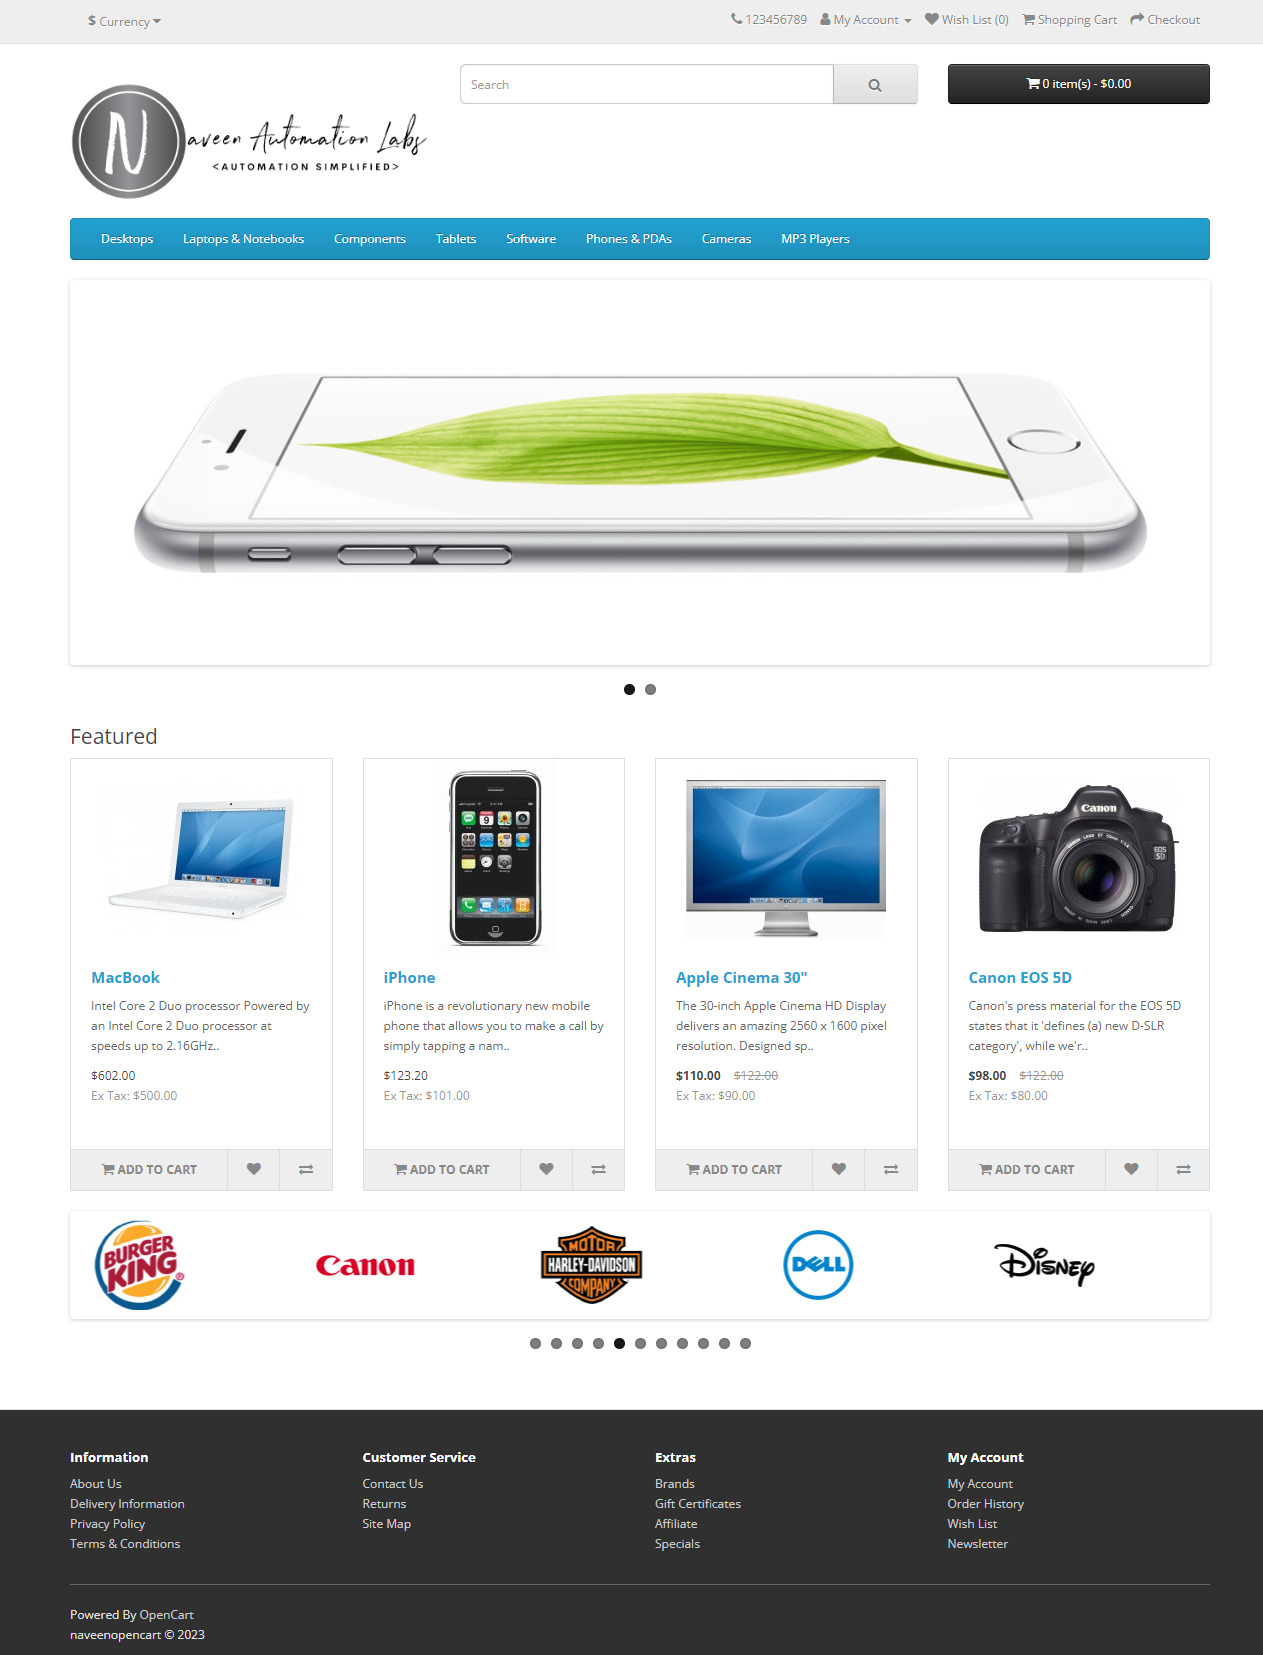 $ Currency
123456789 My Account Wish List (0) Shopping Cart Checkout
Search
0 item(s) - $0.00
N
aveen Automation Labs
<AUTOMATION SIMPLIFIED>
Desktops Laptops & Notebooks Components Tablets Software Phones & PDAs Cameras MP3 Players
Featured
Canon
EOS
5D
MacBook
Intel Core 2 Duo processor Powered by
an Intel Core 2 Duo processor at
speeds up to 2.16GHz..
$602.00
Ex Tax: $500.00
ADD TO CART
iPhone
iPhone is a revolutionary new mobile
phone that allows you to make a call by
simply tapping a nam..
$123.20
Ex Tax: $101.00
ADD TO CART
Apple Cinema 30"
The 30-inch Apple Cinema HD Display
delivers an amazing 2560 x 1600 pixel
resolution. Designed sp..
$110.00 $122.00
Ex Tax: $90.00
ADD TO CART
Canon EOS 5D
Canon's press material for the EOS 5D
states that it 'defines (a) new D-SLR
category', while we'r..
$98.00 $122.00
Ex Tax: $80.00
ADD TO CART
BURGER
KING
Canon
MOTOR
HARLEY-DAVIDSON
COMPANY
DELL
Disney
Information
About Us
Delivery Information
Privacy Policy
Terms & Conditions
Customer Service
Contact Us
Returns
Site Map
Extras
Brands
Gift Certificates
Affiliate
Specials
My Account
My Account
Order History
Wish List
Newsletter
Powered By OpenCart
naveenopencart © 2023